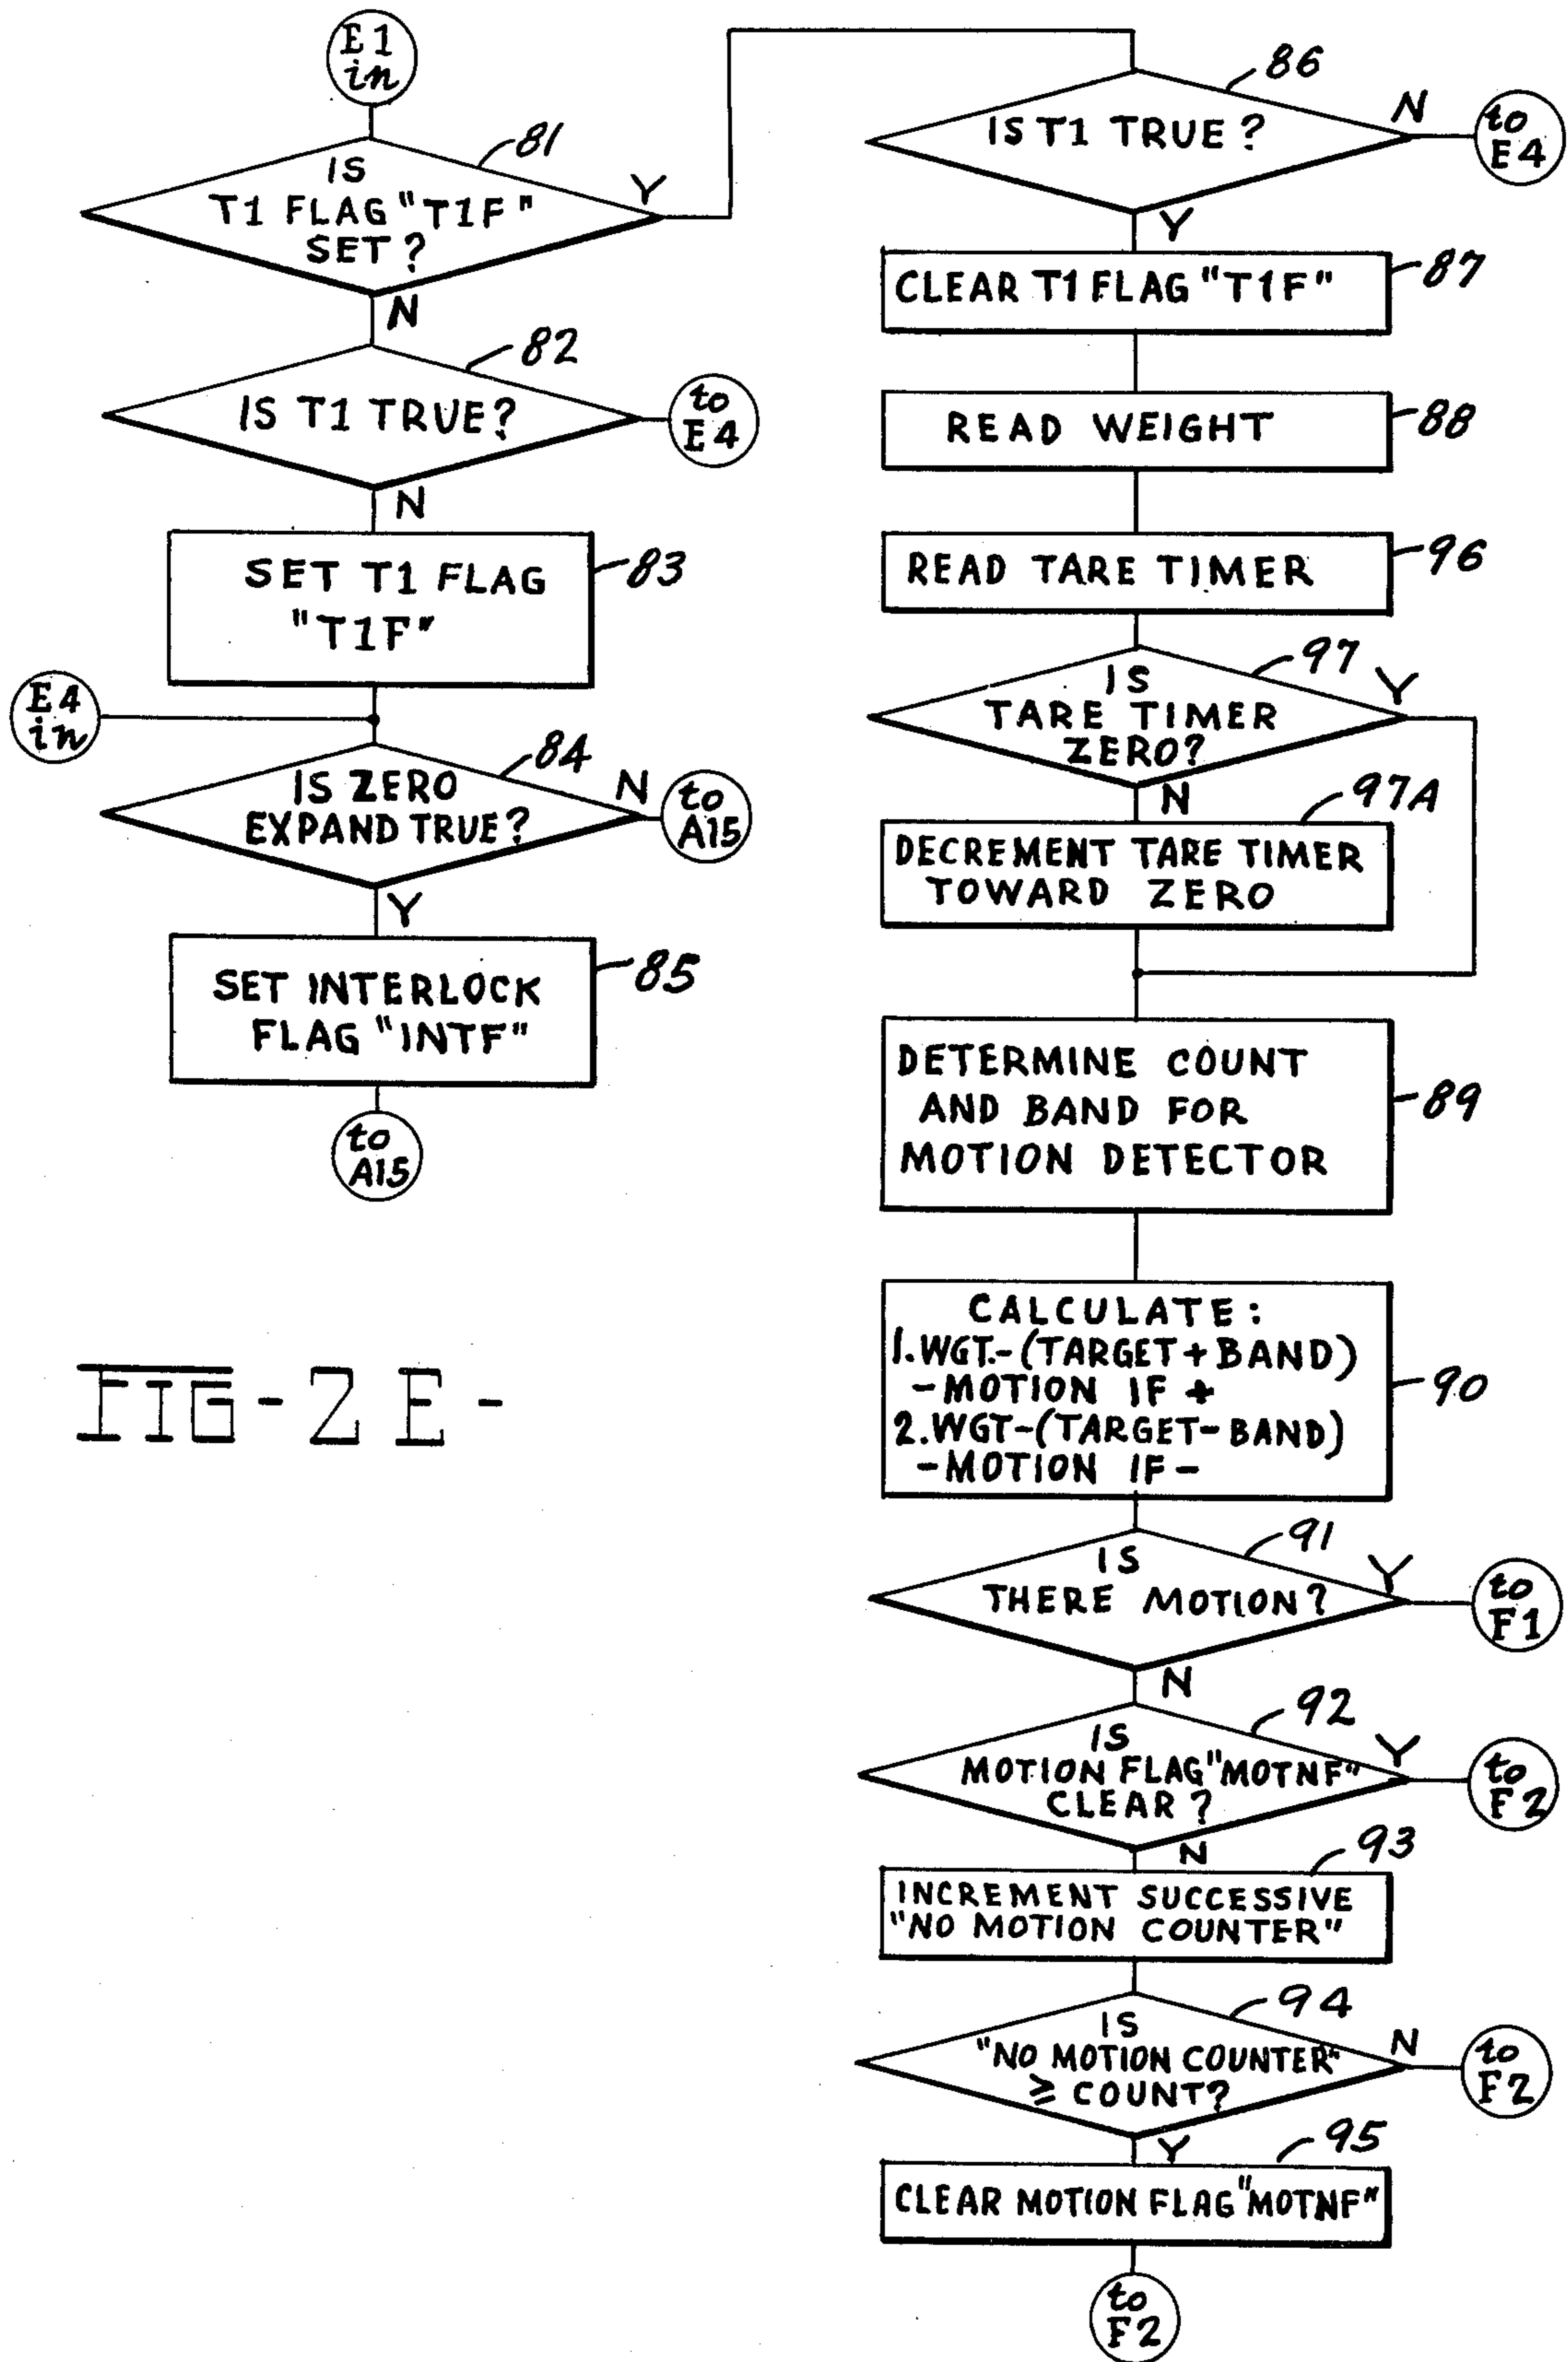 E1
in
81
IS
T1 FLAG "T1F"
SET?
Y
N
82
IS T1 TRUE?
to
E4
N
SET T1 FLAG
"T1F"
83
E4
in
84
IS ZERO
EXPAND TRUE?
N
to
A15
Y
SET INTERLOCK
FLAG "INTF"
85
to
A15
FIG-2E-
86
IS T1 TRUE?
N
to
E4
Y
CLEAR T1 FLAG "T1F"
87
READ WEIGHT
88
READ TARE TIMER
96
97
IS
TARE TIMER
ZERO?
Y
N
97A
DECREMENT TARE TIMER
TOWARD ZERO
DETERMINE COUNT
AND BAND FOR
MOTION DETECTOR
89
CALCULATE:
1. WGT.-(TARGET+BAND)
-MOTION IF +
2. WGT-(TARGET-BAND)
-MOTION IF -
90
91
IS
THERE MOTION?
Y
to
F1
N
92
IS
MOTION FLAG "MOTNF"
CLEAR?
Y
to
F2
N
93
INCREMENT SUCCESSIVE
"NO MOTION COUNTER"
94
IS
"NO MOTION COUNTER"
≥ COUNT?
N
to
F2
Y
95
CLEAR MOTION FLAG "MOTNF"
to
F2